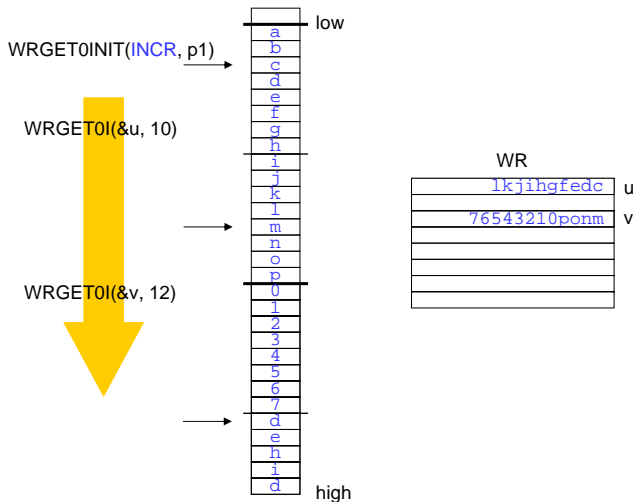 low
a
WRGET0INIT(INCR, p1)
b
c
d
e
f
WRGET0I(&u, 10)
g
h
i
WR
j
k
lkjihgfedc u
l
m
76543210ponm v
n
o
p
WRGET0I(&v, 12)
0
1
2
3
4
5
6
7
d
e
h
i
d
high